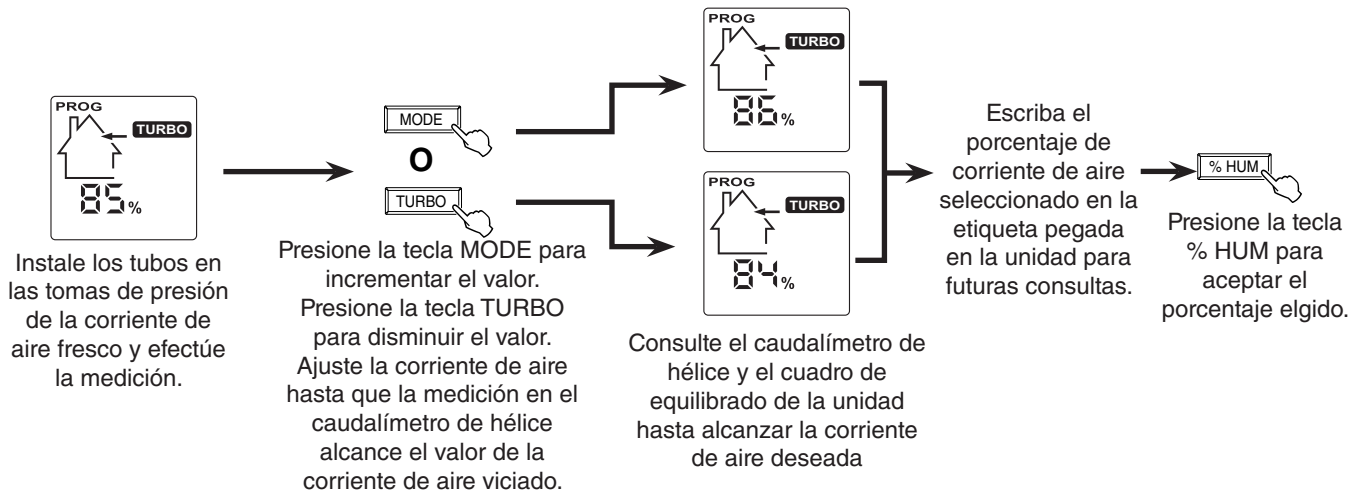 PROG
TURBO
85%
Instale los tubos en
las tomas de presión
de la corriente de
aire fresco y efectúe
la medición.
MODE
O
TURBO
Presione la tecla MODE para
incrementar el valor.
Presione la tecla TURBO
para disminuir el valor.
Ajuste la corriente de aire
hasta que la medición en el
caudalímetro de hélice
alcance el valor de la
corriente de aire viciado.
PROG
TURBO
86%
PROG
TURBO
84%
Consulte el caudalímetro de
hélice y el cuadro de
equilibrado de la unidad
hasta alcanzar la corriente
de aire deseada
Escriba el
porcentaje de
corriente de aire
seleccionado en la
etiqueta pegada
en la unidad para
futuras consultas.
% HUM
Presione la tecla
% HUM para
aceptar el
porcentaje elgido.